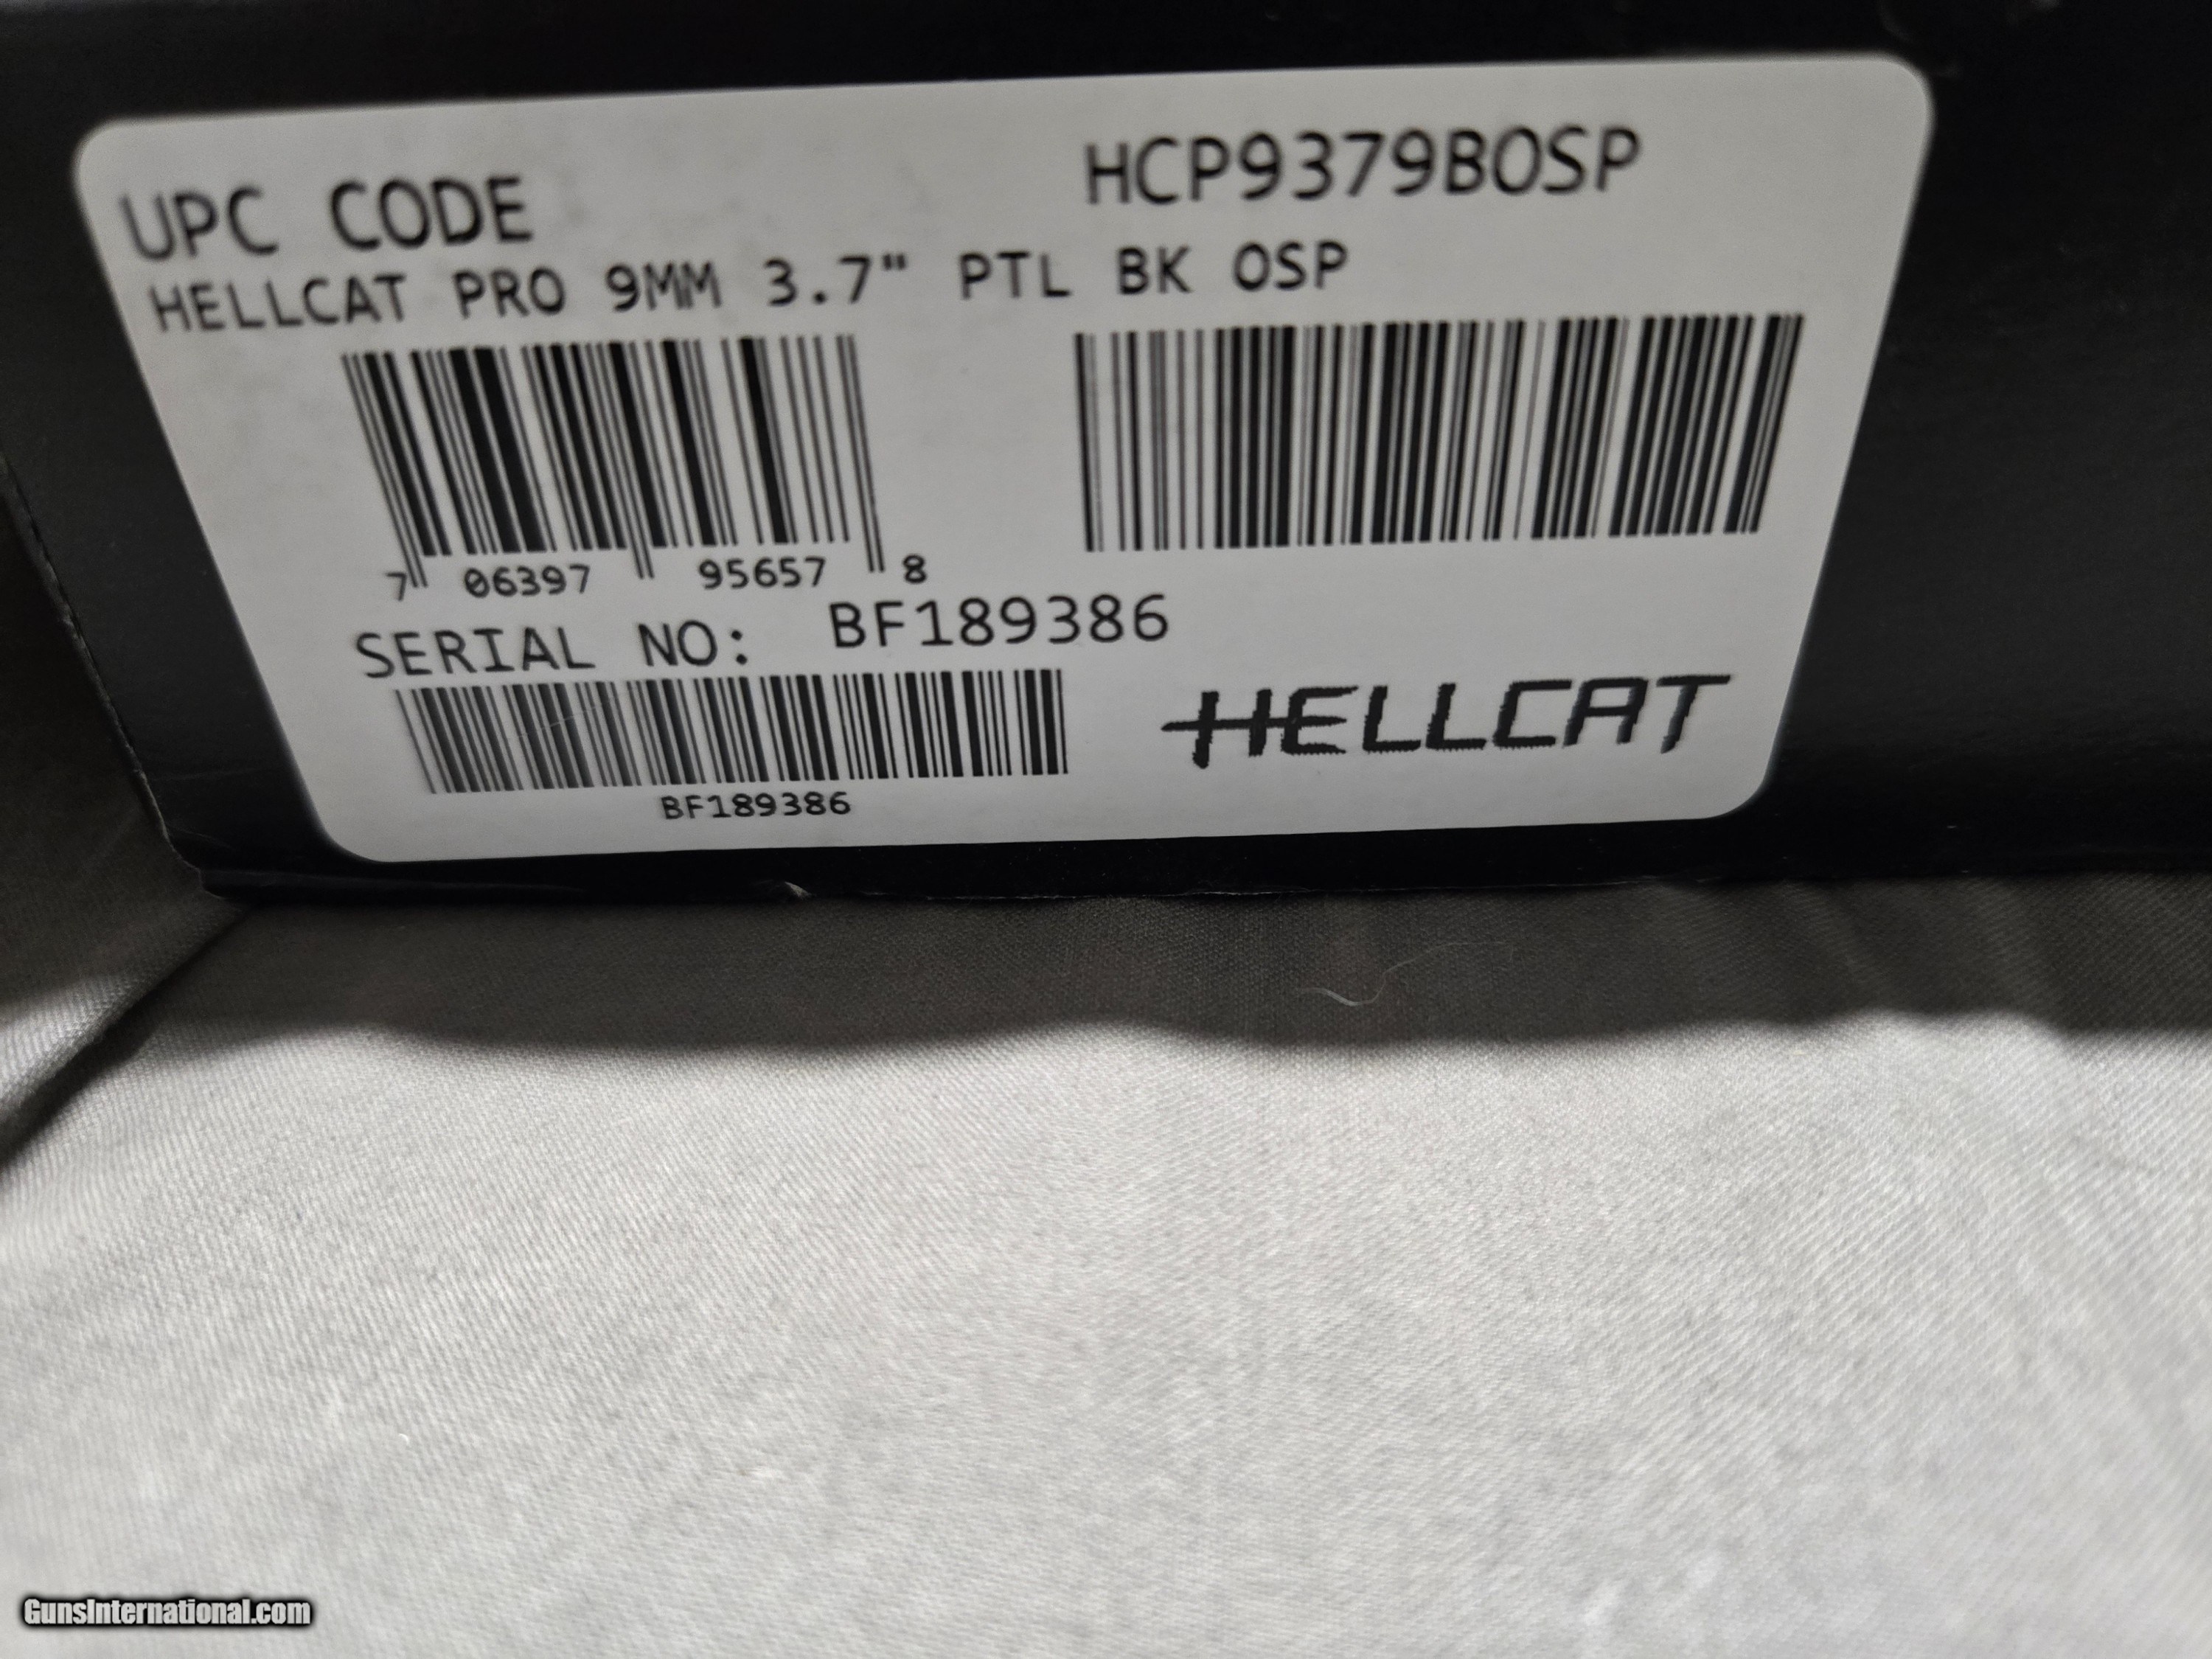 UPC CODE HCP9379BOSP
HELLCAT PRO 9MM 3.7" PTL BK OSP
7 06397 95657 8
SERIAL NO: BF189386
BF189386
HELLCAT
GunsInternational.com